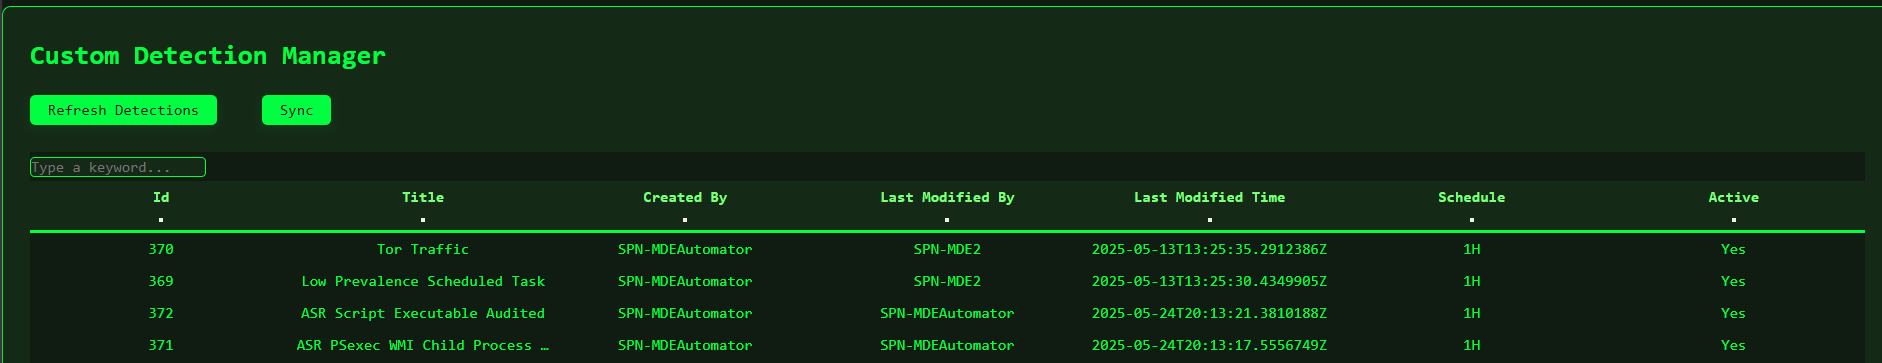 Custom Detection Manager
Refresh Detections Sync
Type a keyword...
Id Title Created By Last Modified By Last Modified Time Schedule Active
370 Tor Traffic SPN-MDEAutomator SPN-MDE2 2025-05-13T13:25:35.2912386Z 1H Yes
369 Low Prevalence Scheduled Task SPN-MDEAutomator SPN-MDE2 2025-05-13T13:25:30.4349905Z 1H Yes
372 ASR Script Executable Audited SPN-MDEAutomator SPN-MDEAutomator 2025-05-24T20:13:21.3810188Z 1H Yes
371 ASR PSexec WMI Child Process … SPN-MDEAutomator SPN-MDEAutomator 2025-05-24T20:13:17.5556749Z 1H Yes